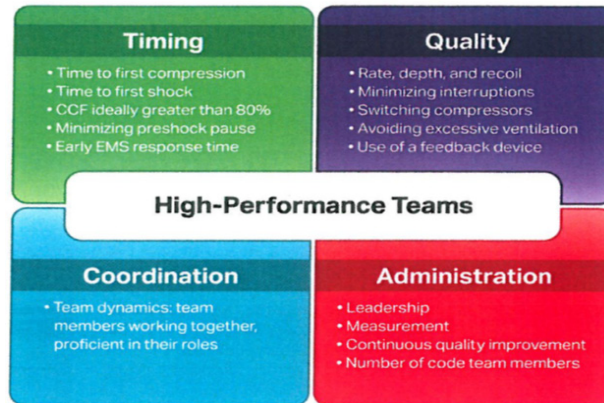 Timing
• Time to first compression
• Time to first shock
• CCF ideally greater than 80%
• Minimizing preshock pause
• Early EMS response time
Quality
• Rate, depth, and recoil
• Minimizing interruptions
• Switching compressors
• Avoiding excessive ventilation
• Use of a feedback device
High-Performance Teams
Coordination
• Team dynamics: team
members working together,
proficient in their roles
Administration
• Leadership
• Measurement
• Continuous quality improvement
• Number of code team members